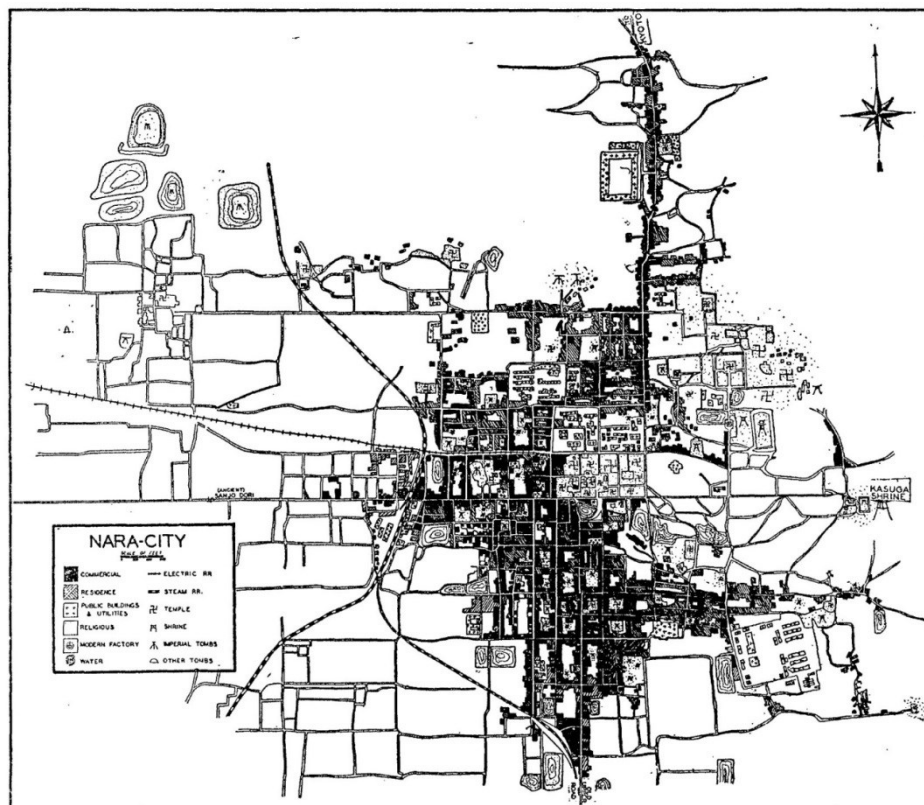 KYOTO
(ANCIENT)
SANJO DORI
KASUGA
SHRINE
NARA-CITY
COMMERCIAL
RESIDENCE
PUBLIC BUILDINGS
& UTILITIES
RELIGIOUS
MODERN FACTORY
WATER
ELECTRIC RR
STEAM RR.
TEMPLE
SHRINE
IMPERIAL TOMBS
OTHER TOMBS